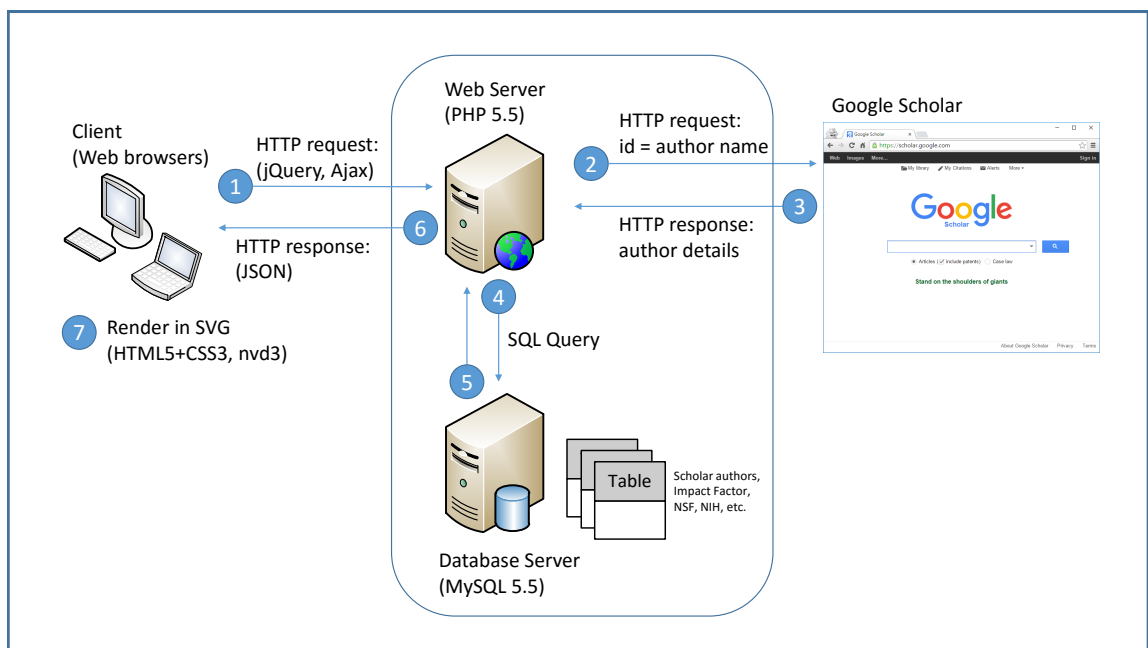 Web Server
(PHP 5.5)
Google Scholar
Client
(Web browsers)
HTTP request:
(jQuery, Ajax)
1
HTTP request:
id = author name
2
3
HTTP response:
author details
6
HTTP response:
(JSON)
7
Render in SVG
(HTML5+CSS3, nvd3)
4
SQL Query
5
Table
Scholar authors,
Impact Factor,
NSF, NIH, etc.
Database Server
(MySQL 5.5)
Google Scholar
https://scholar.google.com
Web Images More...
Sign in
My library My Citations Alerts More
Google
Scholar
Articles (include patents) Case law
Stand on the shoulders of giants
About Google Scholar Privacy Terms